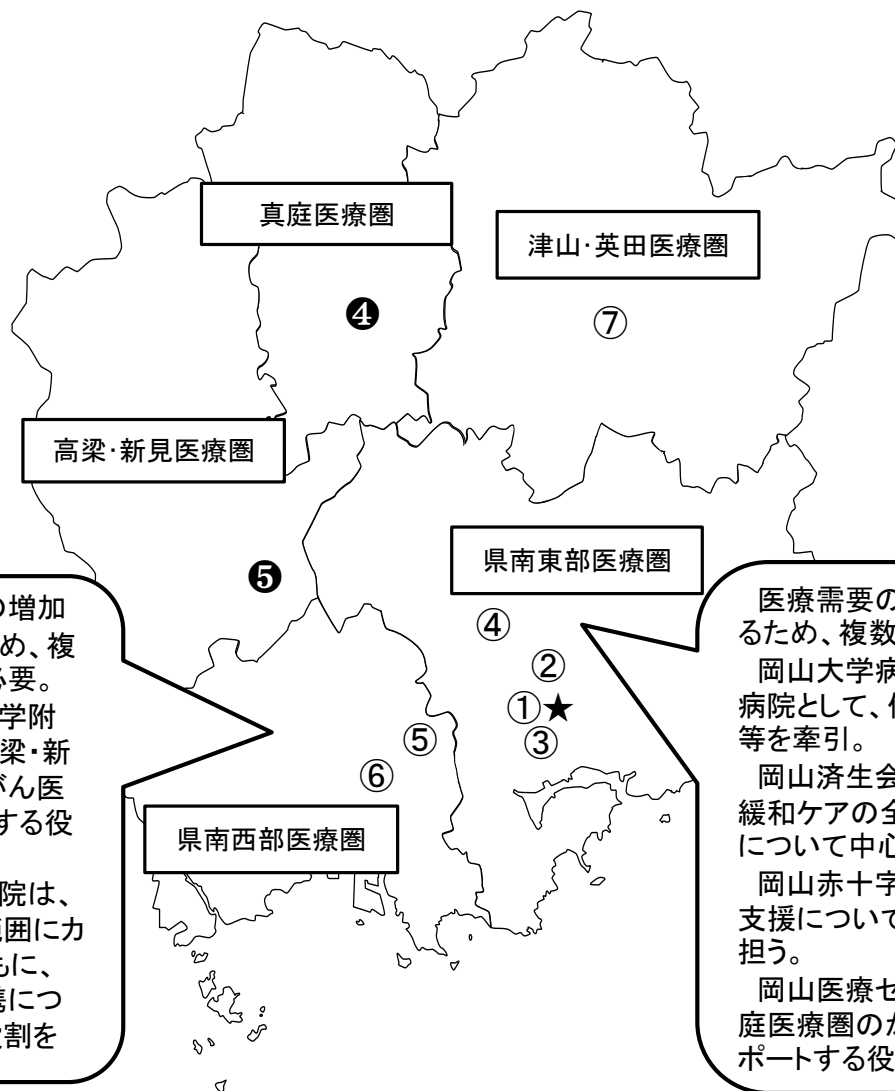 真庭医療圏
津山・英田医療圏
❹
⑦
高梁・新見医療圏
県南東部医療圏
❺
④
②
①★
③
⑤
⑥
県南西部医療圏
の増加
め、複
必要。
学附
梁・新
がん医
する役
院は、
範囲にカ
もに、
携につ
役割を
医療需要の
るため、複数
岡山大学病
病院として、
等を牽引。
岡山済生会
緩和ケアの全
について中心
岡山赤十字
支援について
担う。
岡山医療セ
庭医療圏のが
ポートする役